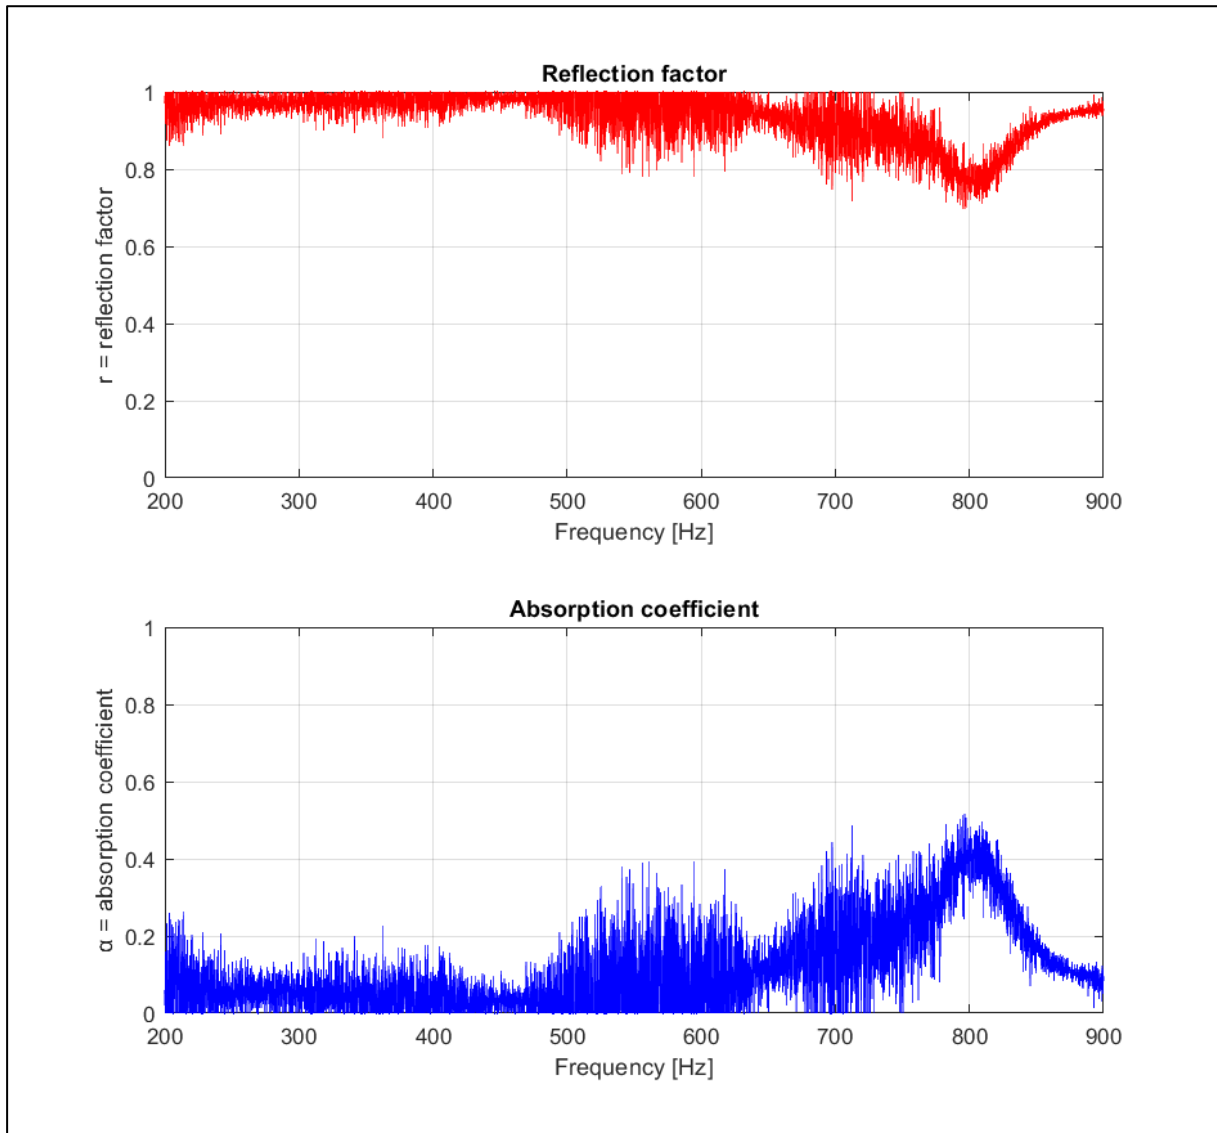 Reflection factor
r = reflection factor
1
0.8
0.6
0.4
0.2
0
200 300 400 500 600 700 800 900
Frequency [Hz]
Absorption coefficient
α = absorption coefficient
1
0.8
0.6
0.4
0.2
0
200 300 400 500 600 700 800 900
Frequency [Hz]